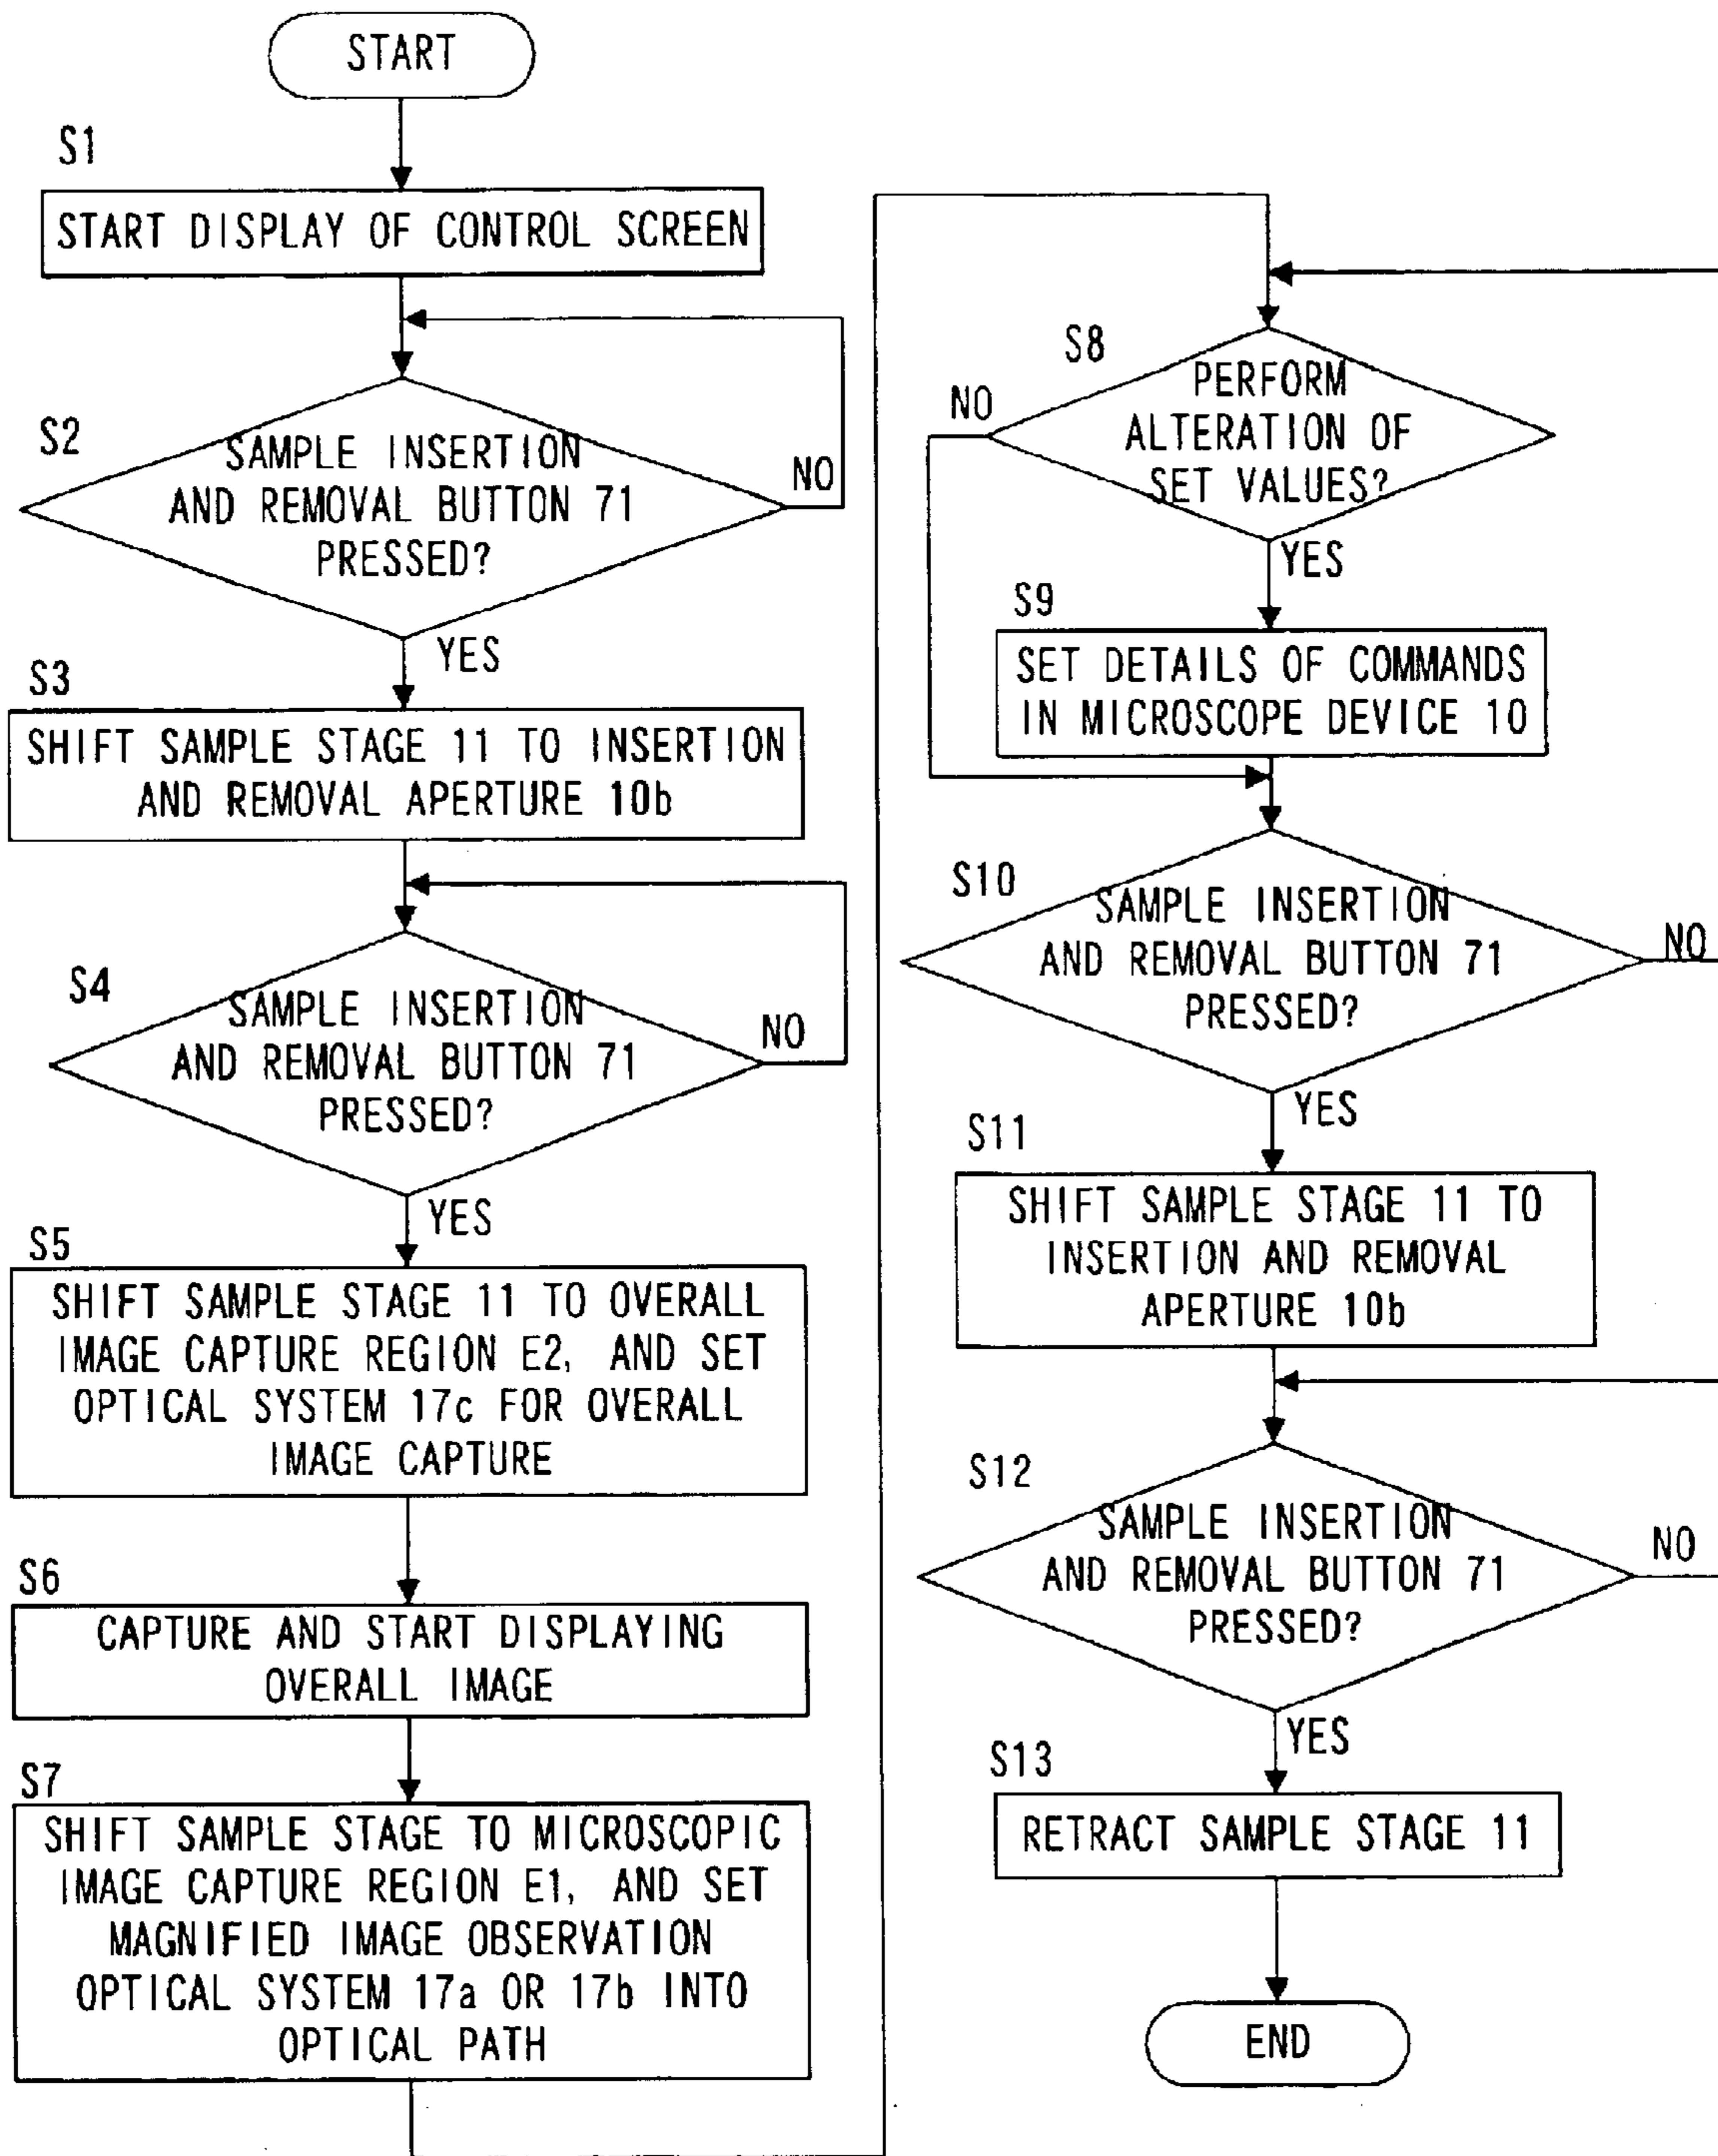 START
S1
START DISPLAY OF CONTROL SCREEN
S2
SAMPLE INSERTION
AND REMOVAL BUTTON 71
PRESSED?
NO
YES
S3
SHIFT SAMPLE STAGE 11 TO INSERTION
AND REMOVAL APERTURE 10b
S4
SAMPLE INSERTION
AND REMOVAL BUTTON 71
PRESSED?
NO
YES
S5
SHIFT SAMPLE STAGE 11 TO OVERALL
IMAGE CAPTURE REGION E2, AND SET
OPTICAL SYSTEM 17c FOR OVERALL
IMAGE CAPTURE
S6
CAPTURE AND START DISPLAYING
OVERALL IMAGE
S7
SHIFT SAMPLE STAGE TO MICROSCOPIC
IMAGE CAPTURE REGION E1, AND SET
MAGNIFIED IMAGE OBSERVATION
OPTICAL SYSTEM 17a OR 17b INTO
OPTICAL PATH
S8
PERFORM
ALTERATION OF
SET VALUES?
NO
YES
S9
SET DETAILS OF COMMANDS
IN MICROSCOPE DEVICE 10
S10
SAMPLE INSERTION
AND REMOVAL BUTTON 71
PRESSED?
NO
YES
S11
SHIFT SAMPLE STAGE 11 TO
INSERTION AND REMOVAL
APERTURE 10b
S12
SAMPLE INSERTION
AND REMOVAL BUTTON 71
PRESSED?
NO
YES
S13
RETRACT SAMPLE STAGE 11
END